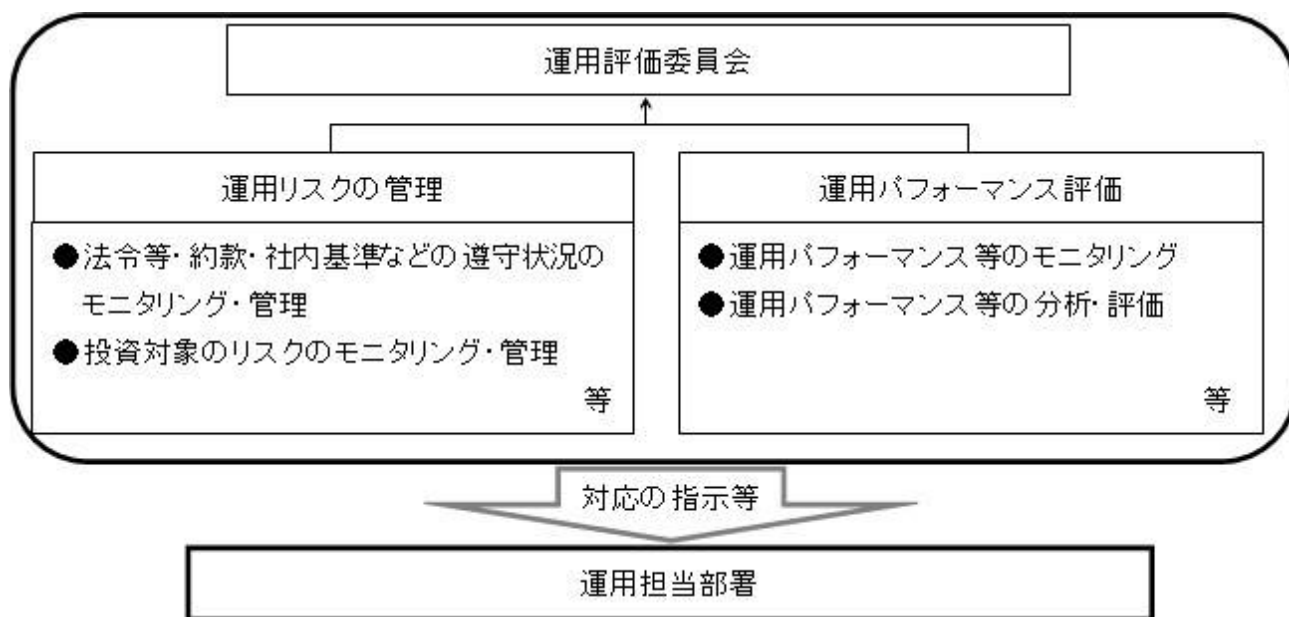 運用評価委員会
運用リスクの管理
●法令等・約款・社内基準などの遵守状況の
モニタリング・管理
●投資対象のリスクのモニタリング・管理
等
運用パフォーマンス評価
●運用パフォーマンス等のモニタリング
●運用パフォーマンス等の分析・評価
等
対応の指示等
運用担当部署